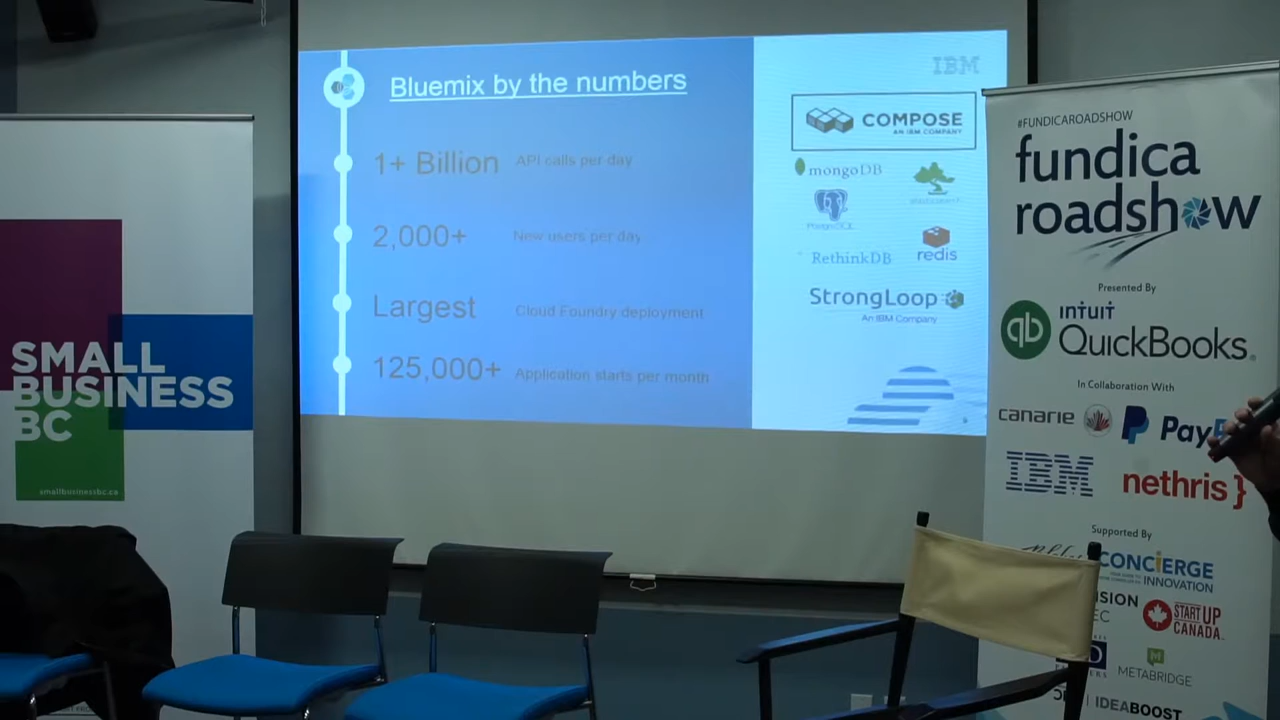 SMALL
BUSINESS
BC
smallbusinessbc.ca
Bluemix by the numbers
1+ Billion API calls per day
2,000+ New users per day
Largest Cloud Foundry deployment
125,000+ Application starts per month
IBM
COMPOSE
AN IBM COMPANY
mongoDB
PostgreSQL
RethinkDB
redis
StrongLoop
An IBM Company
#FUNDICAROADSHOW
fundica
roadshow
Presented By
qb
intuit
QuickBooks
In Collaboration With
canarie
Pay
IBM
nethris}
Supported By
CONCIERGE
INNOVATION
START UP
CANADA
METABRIDGE
IDEABOOST